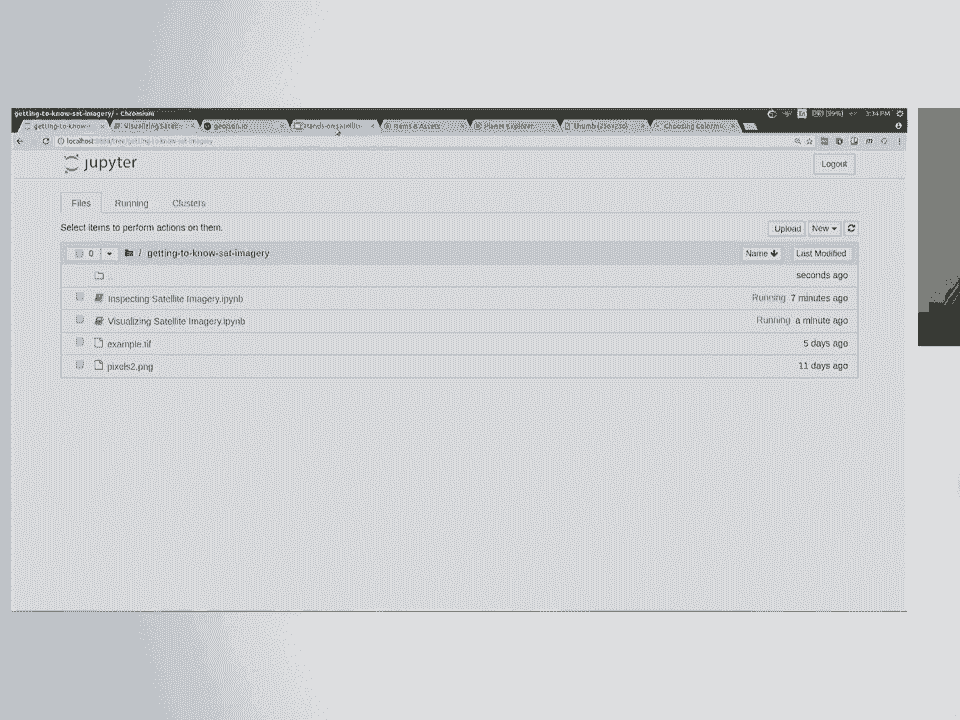 getting-to-know-sat-imagery/ - Chromium
3:34 PM
getting-to-know- Visualizing Satell geojson.io hands-on-satellit Items & Assets Planet Explorer Thumb (256×256) Choosing Colorm
localhost getting-to-know-sat-imagery
jupyter
Logout
Files Running Clusters
Select items to perform actions on them.
Upload New
0 / getting-to-know-sat-imagery Name Last Modified
seconds ago
Inspecting Satellite Imagery.ipynb Running 7 minutes ago
Visualizing Satellite Imagery.ipynb Running a minute ago
example.tif 5 days ago
pixels2.png 11 days ago